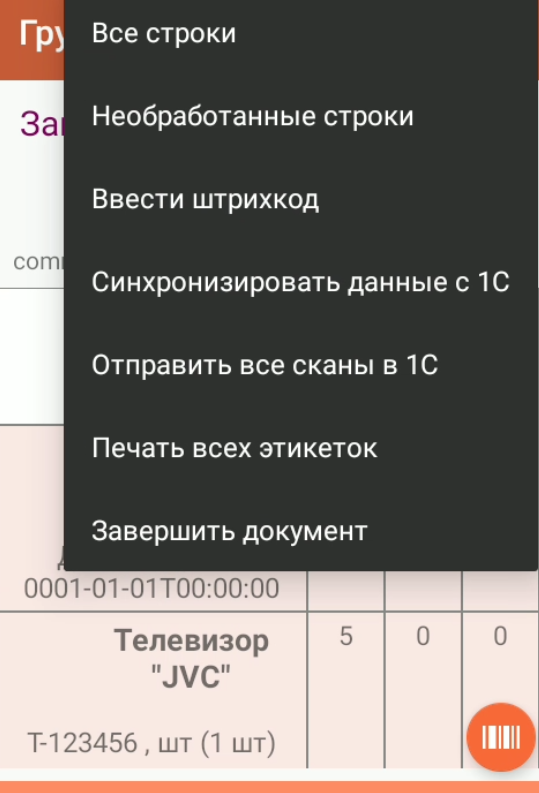 Все строки
Необработанные строки
Ввести штрихкод
Синхронизировать данные с 1С
Отправить все сканы в 1С
Печать всех этикеток
Завершить документ
0001-01-01T00:00:00
Телевизор 5 0 0
"JVC"
Т-123456 , шт (1 шт)